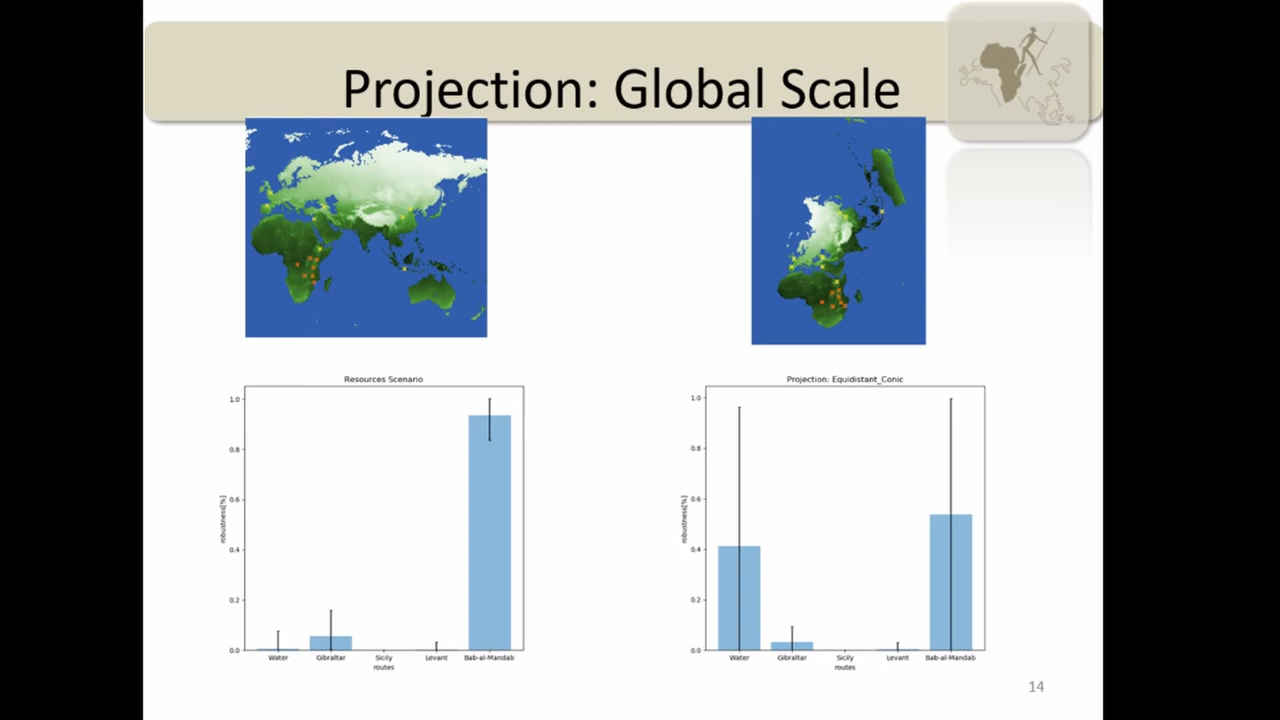 Projection: Global Scale
Resources Scenario
1.0
0.8
0.6
0.4
0.2
0.0
robustness[%]
Water Gibraltar Sicily Levant Bab-al-Mandab
routes
Projection: Equidistant_Conic
1.0
0.8
0.6
0.4
0.2
0.0
robustness[%]
Water Gibraltar Sicily Levant Bab-al-Mandab
routes
14